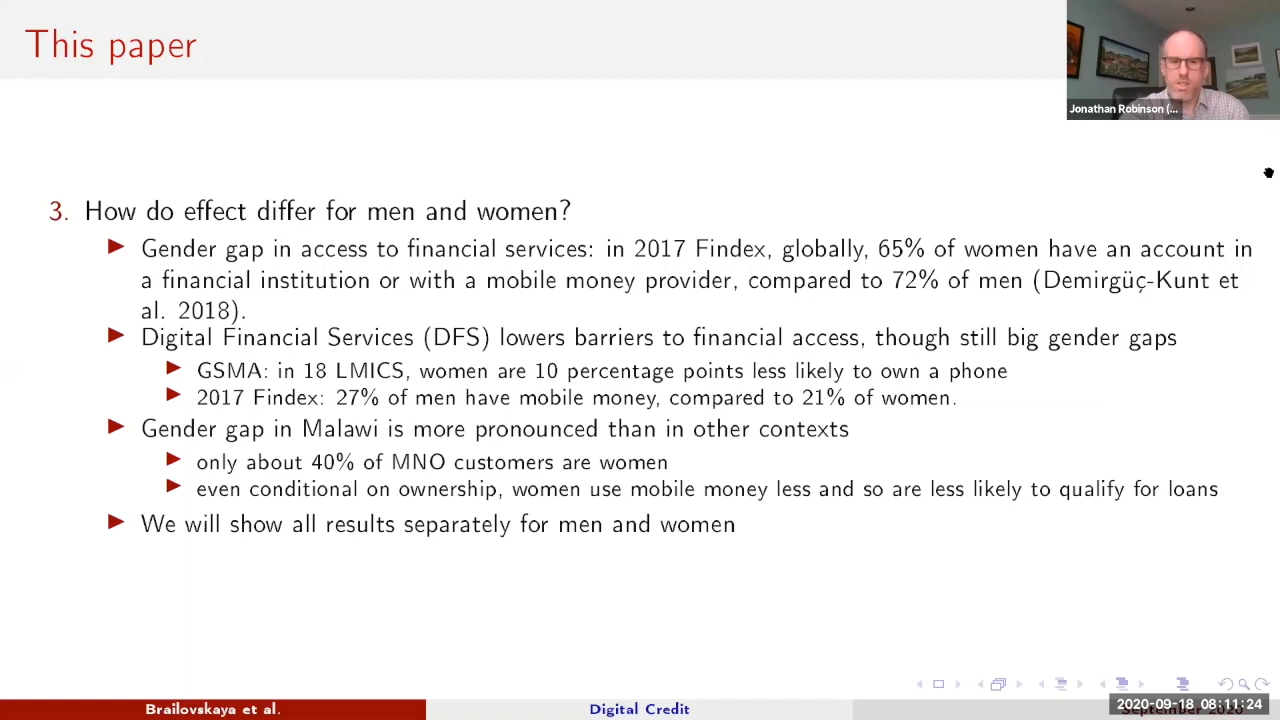 This paper
Jonathan Robinson (...
3. How do effect differ for men and women?
Gender gap in access to financial services: in 2017 Findex, globally, 65% of women have an account in
a financial institution or with a mobile money provider, compared to 72% of men (Demirgüç-Kunt et
al. 2018).
Digital Financial Services (DFS) lowers barriers to financial access, though still big gender gaps
GSMA: in 18 LMICS, women are 10 percentage points less likely to own a phone
2017 Findex: 27% of men have mobile money, compared to 21% of women.
Gender gap in Malawi is more pronounced than in other contexts
only about 40% of MNO customers are women
even conditional on ownership, women use mobile money less and so are less likely to qualify for loans
We will show all results separately for men and women
Brailovskaya et al.
Digital Credit
September 2020
2020-09-18 08:11:24